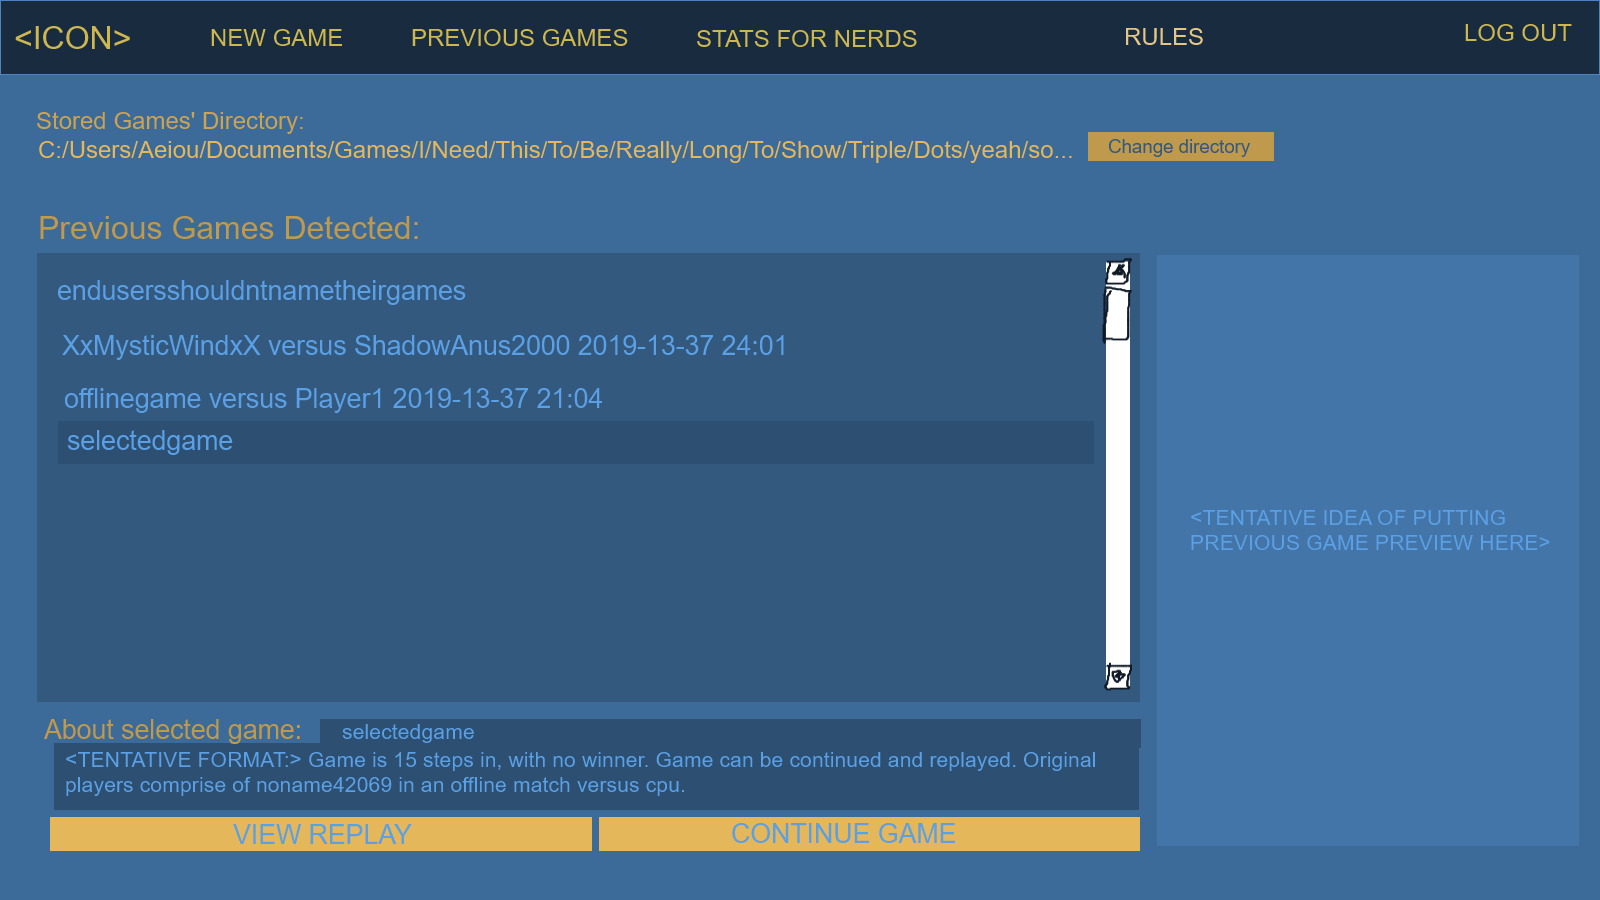 <ICON>
NEW GAME
PREVIOUS GAMES
STATS FOR NERDS
RULES
LOG OUT
Stored Games' Directory:
C:/Users/Aeiou/Documents/Games/I/Need/This/To/Be/Really/Long/To/Show/Triple/Dots/yeah/so...
Change directory
Previous Games Detected:
endusersshouldntnametheirgames
XxMysticWindxX versus ShadowAnus2000 2019-13-37 24:01
offlinegame versus Player1 2019-13-37 21:04
selectedgame
<TENTATIVE IDEA OF PUTTING
PREVIOUS GAME PREVIEW HERE>
About selected game:
selectedgame
<TENTATIVE FORMAT:> Game is 15 steps in, with no winner. Game can be continued and replayed. Original
players comprise of noname42069 in an offline match versus cpu.
VIEW REPLAY
CONTINUE GAME